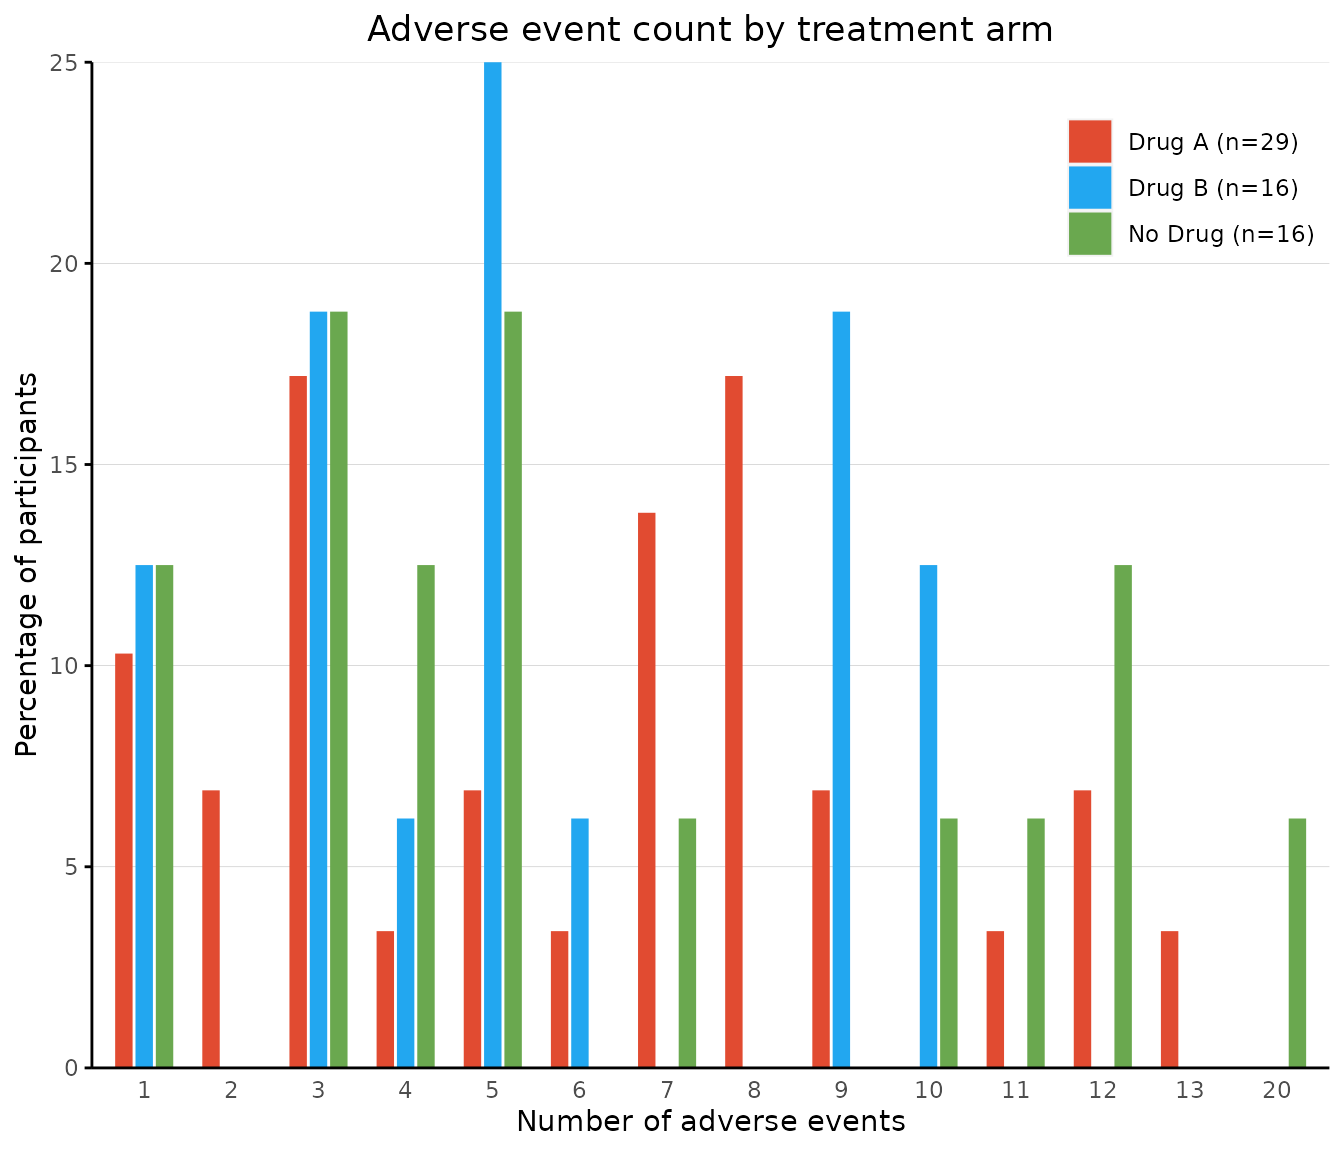 Adverse event count by treatment arm
25
20
15
10
5
0
Percentage of participants
Drug A (n=29)
Drug B (n=16)
No Drug (n=16)
1 2 3 4 5 6 7 8 9 10 11 12 13 20
Number of adverse events